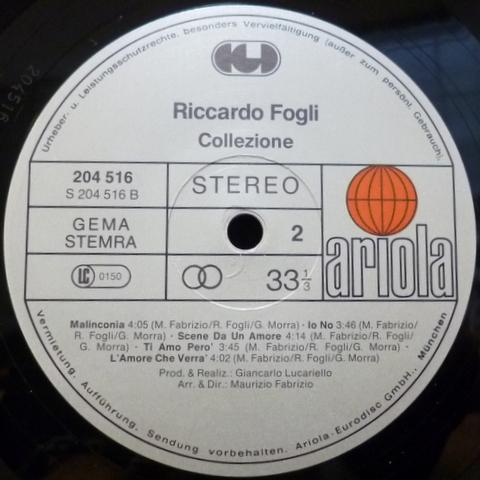 Urheber- u. Leistungsschutzrechte, besonders Vervielfältigung (außer zum persönl. Gebrauch),
Riccardo Fogli
Collezione
204 516
S 204 516 B
STEREO
GEMA
STEMRA
2
ariola
LC 0150
33 1/3
Malinconia 4:05 (M. Fabrizio/R. Fogli/G. Morra) · Io No 3:46 (M. Fabrizio/
R. Fogli/G. Morra) · Scene Da Un Amore 4:14 (M. Fabrizio/R. Fogli/
G. Morra) · Ti Amo Pero' 3:45 (M. Fabrizio/R. Fogli/G. Morra) ·
L'Amore Che Verra' 4:02 (M. Fabrizio/R. Fogli/G. Morra)
Prod. & Realiz.: Giancarlo Lucariello
Arr. & Dir.: Maurizio Fabrizio
Vermietung, Aufführung, Sendung vorbehalten. Ariola-Eurodisc GmbH., München
204516